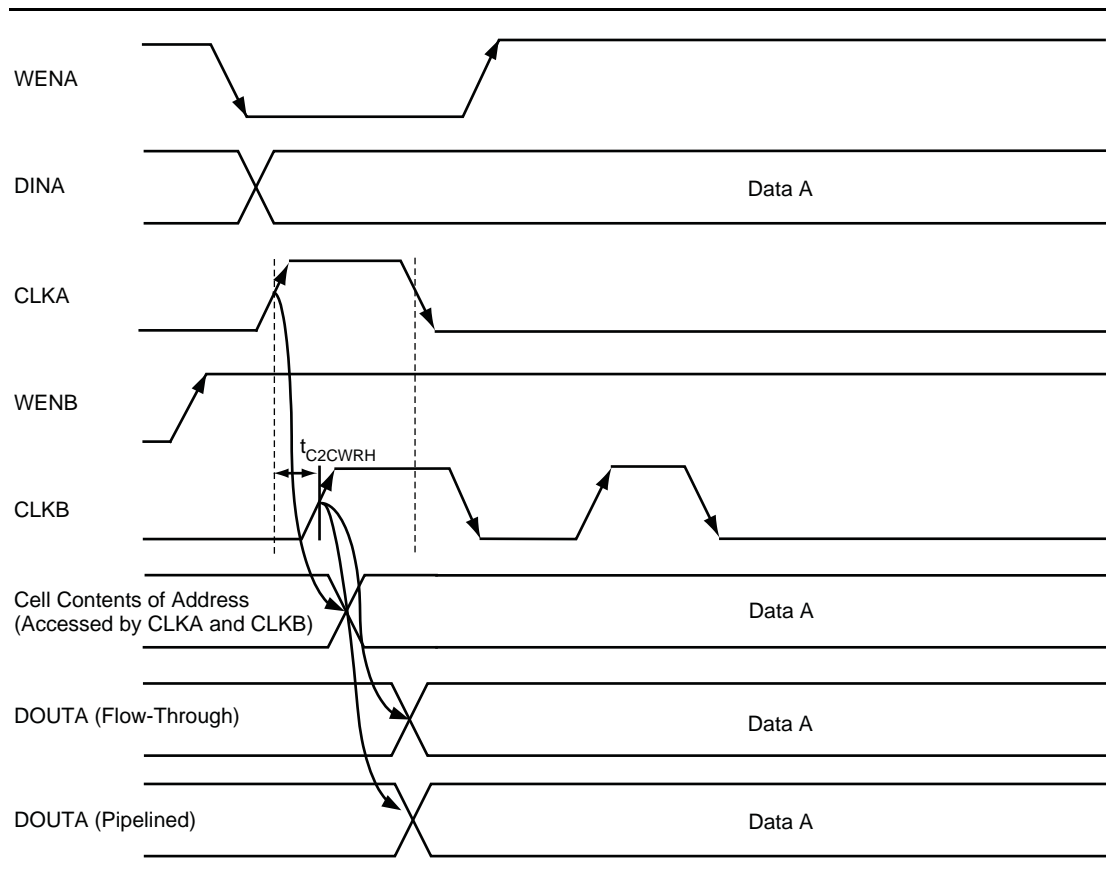 WENA
DINA
Data A
CLKA
WENB
tC2CWRH
CLKB
Cell Contents of Address
(Accessed by CLKA and CLKB)
Data A
DOUTA (Flow-Through)
Data A
DOUTA (Pipelined)
Data A